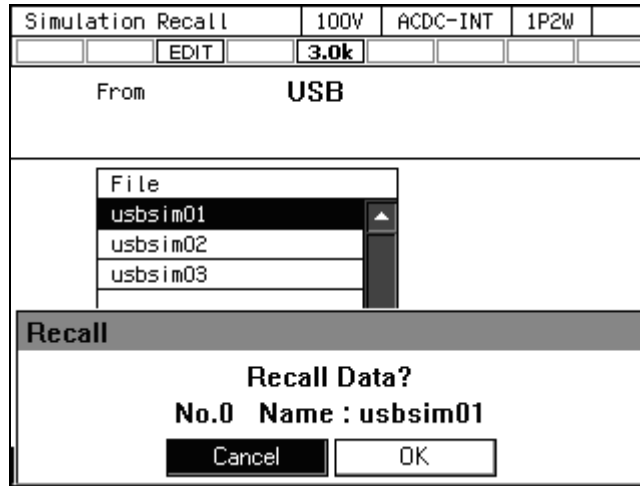 Simulation Recall 100V ACDC-INT 1P2W
EDIT 3.0k
From USB
File
usbsim01
usbsim02
usbsim03
Recall
Recall Data?
No.0 Name : usbsim01
Cancel OK